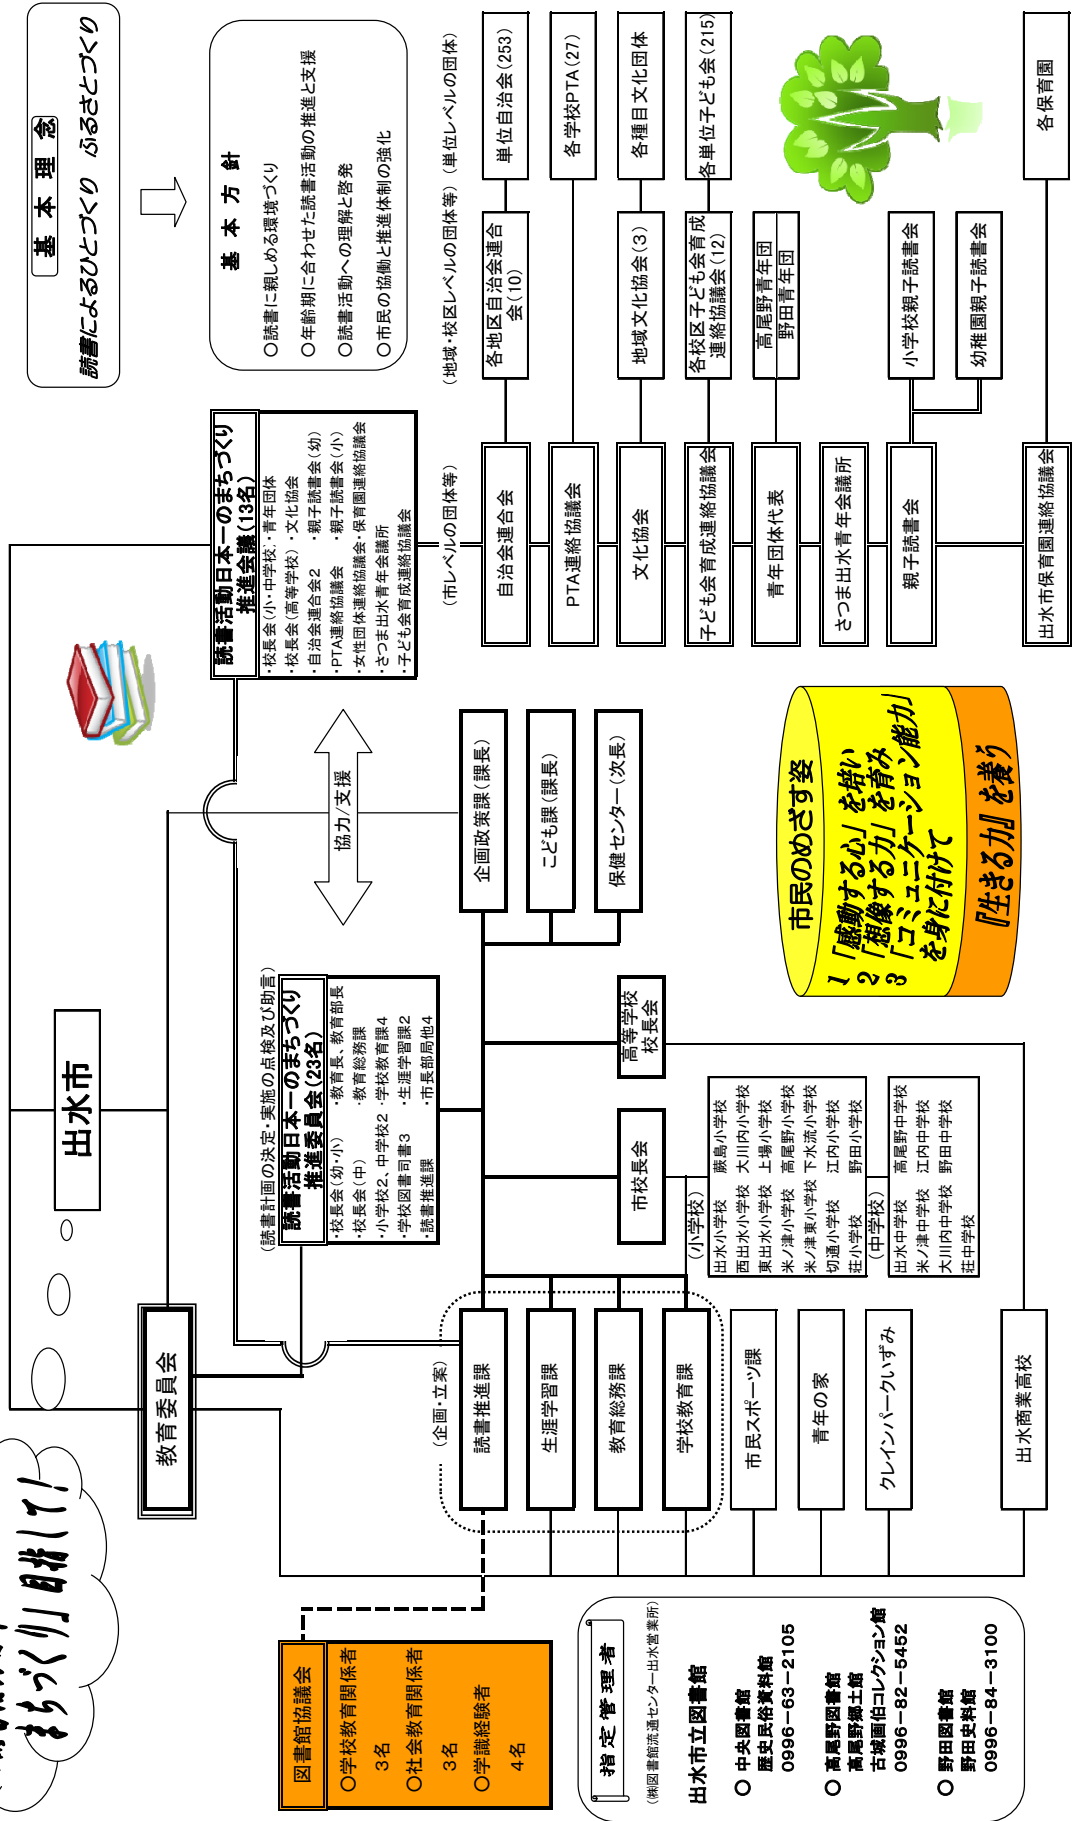 まちづくり」目指して！
出水市
教育委員会
基本理念
読書によるひとづくり　ふるさとづくり
基本方針
○読書に親しめる環境づくり
○年齢期に合わせた読書活動の推進と支援
○読書活動への理解と啓発
○市民の協働と推進体制の強化
読書活動日本一のまちづくり
推進会議(13名)
・校長会(小・中学校)・青年団体
・校長会(高等学校)・文化協会
・自治会連合会2　・親子読書会(幼)
・PTA連絡協議会　・親子読書会(小)
・女性団体連絡協議会・保育園連絡協議会
・さつま出水青年会議所
・子ども育成連絡協議会
(読書計画の決定・実施の点検及び助言)
読書活動日本一のまちづくり
推進委員会(23名)
・校長会(幼・小)　・教育長、教育部長
・校長会(中)　・教育総務課
・小学校2、中学校2　・学校教育課4
・学校図書司書3　・生涯学習課2
・読書推進課　・市長部局他4
協力/支援
企画政策課(課長)
こども課(課長)
保健センター(次長)
高等学校
校長会
市校長会
(小学校)
出水小学校　蕨島小学校
西出水小学校　大川内小学校
東出水小学校　上場小学校
米ノ津小学校　高尾野小学校
米ノ津東小学校　下水流小学校
切通小学校　江内小学校
荘小学校　野田小学校
(中学校)
出水中学校　高尾野中学校
米ノ津中学校　江内中学校
大川内中学校　野田中学校
荘中学校
(企画・立案)
読書推進課
生涯学習課
教育総務課
学校教育課
市民スポーツ課
青年の家
クレインパークいずみ
出水商業高校
図書館協議会
○学校教育関係者
3名
○社会教育関係者
3名
○学識経験者
4名
指定管理者
(㈱図書館流通センター出水営業所)
出水市立図書館
○ 中央図書館
歴史民俗資料館
0996-63-2105
○ 高尾野図書館
高尾野郷土館
古城画伯コレクション館
0996-82-5452
○ 野田図書館
野田史料館
0996-84-3100
(市レベルの団体等)
(地域・校区レベルの団体等)
(単位レベルの団体)
自治会連合会
各地区自治会連合
会(10)
単位自治会(253)
PTA連絡協議会
各学校PTA(27)
文化協会
地域文化協会(3)
各種目文化団体
子ども会育成連絡協議会
各校区子ども会育成
連絡協議会(12)
各単位子ども会(215)
青年団体代表
高尾野青年団
野田青年団
さつま出水青年会議所
親子読書会
小学校親子読書会
幼稚園親子読書会
出水市保育園連絡協議会
各保育園
市民のめざす姿
1 「感動する心」を培い
2 「想像する力」を育み
3 「コミュニケーション能力」
を身に付けて
『生きる力』を養う